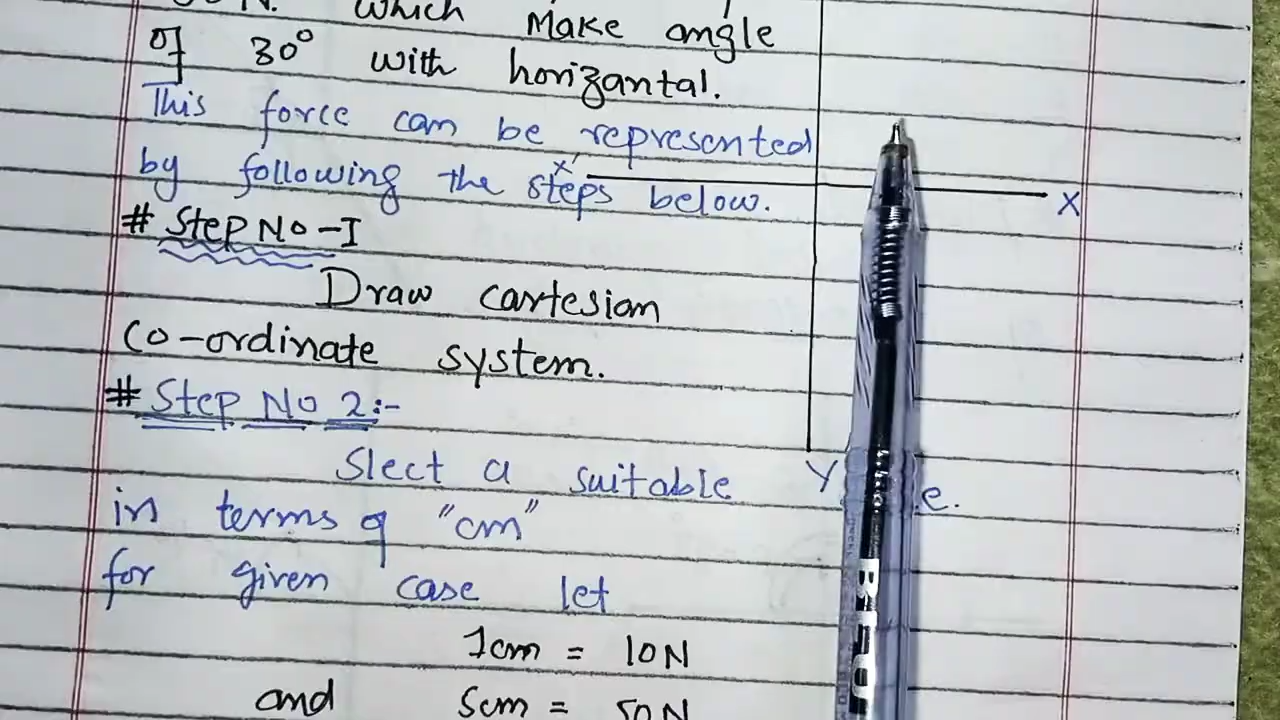 which Make angle
of 30° with horizantal.
This force can be represented
by following the steps below.
X'
X
# Step No-I
Draw cartesian
Co-ordinate system.
# Step No 2:-
Slect a suitable
Y
e.
in terms of "cm"
for given case let
1cm = 10N
and 5cm = 50N